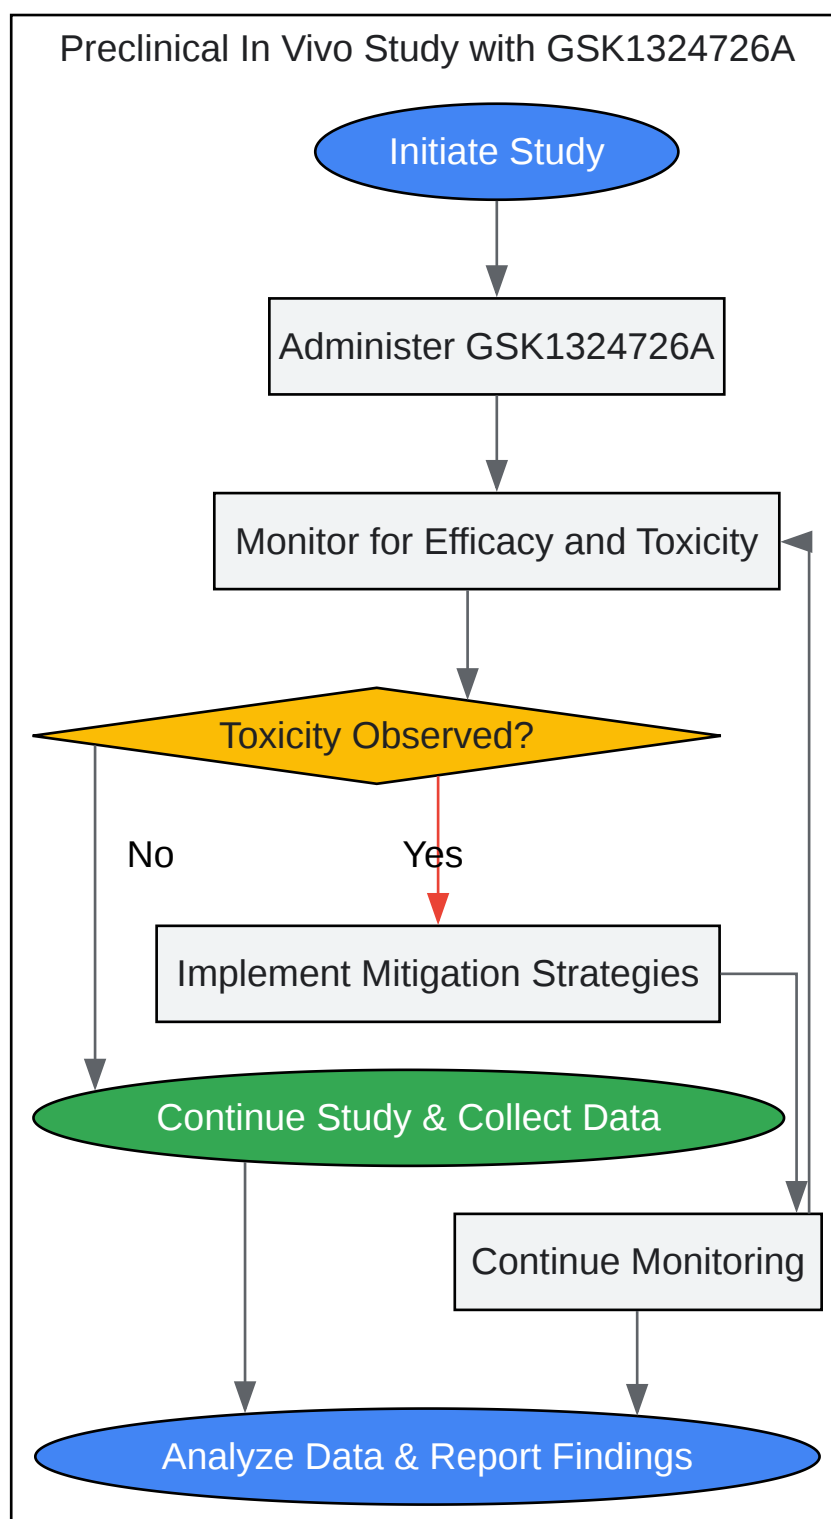 Preclinical In Vivo Study with GSK1324726A
Initiate Study
Administer GSK1324726A
Monitor for Efficacy and Toxicity
Toxicity Observed?
No
Yes
Implement Mitigation Strategies
Continue Study & Collect Data
Continue Monitoring
Analyze Data & Report Findings